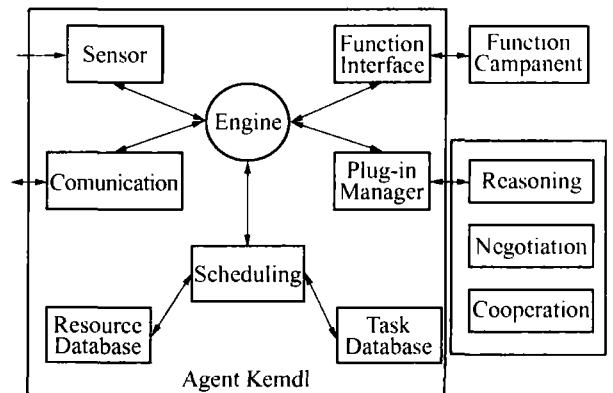 Sensor
Function
Interface
Function
Campanent
Engine
Comunication
Plug-in
Manager
Reasoning
Negotiation
Scheduling
Cooperation
Resource
Database
Task
Database
Agent Kemdl